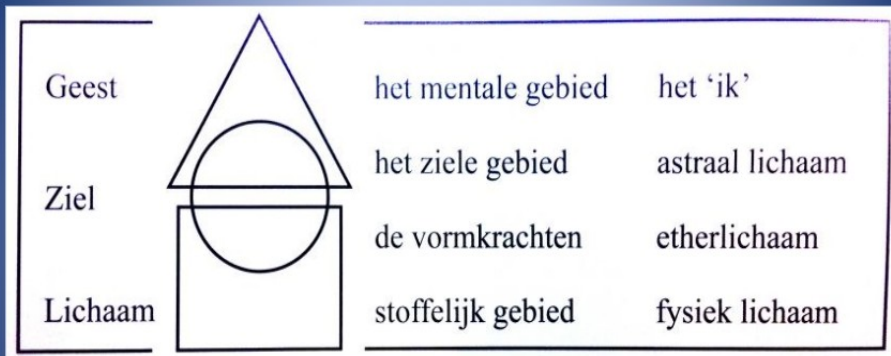 Geest
het mentale gebied het ‘ik’
het ziele gebied astraal lichaam
Ziel
de vormkrachten etherlichaam
Lichaam stoffelijk gebied fysiek lichaam